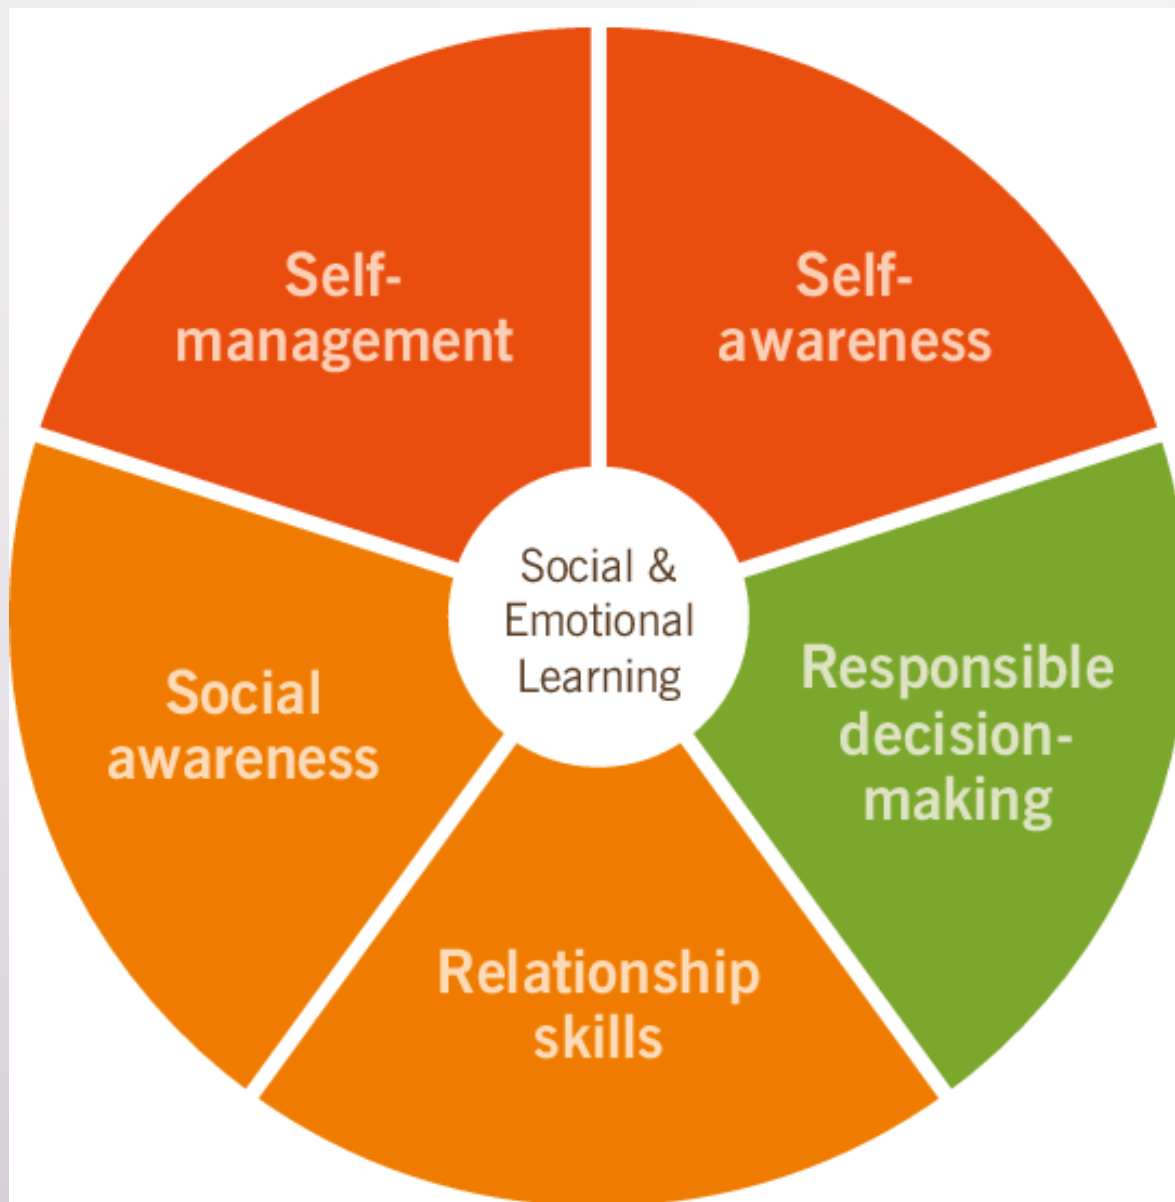 Self-
management
Self-
awareness
Social &
Emotional
Learning
Responsible
decision-
making
Social
awareness
Relationship
skills